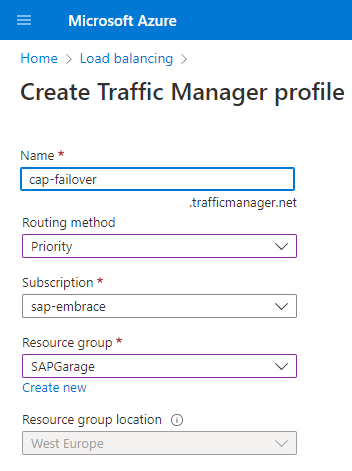 Microsoft Azure
Home > Load balancing >
Create Traffic Manager profile
Name *
cap-failover
.trafficmanager.net
Routing method
Priority
Subscription *
sap-embrace
Resource group *
SAPGarage
Create new
Resource group location
West Europe